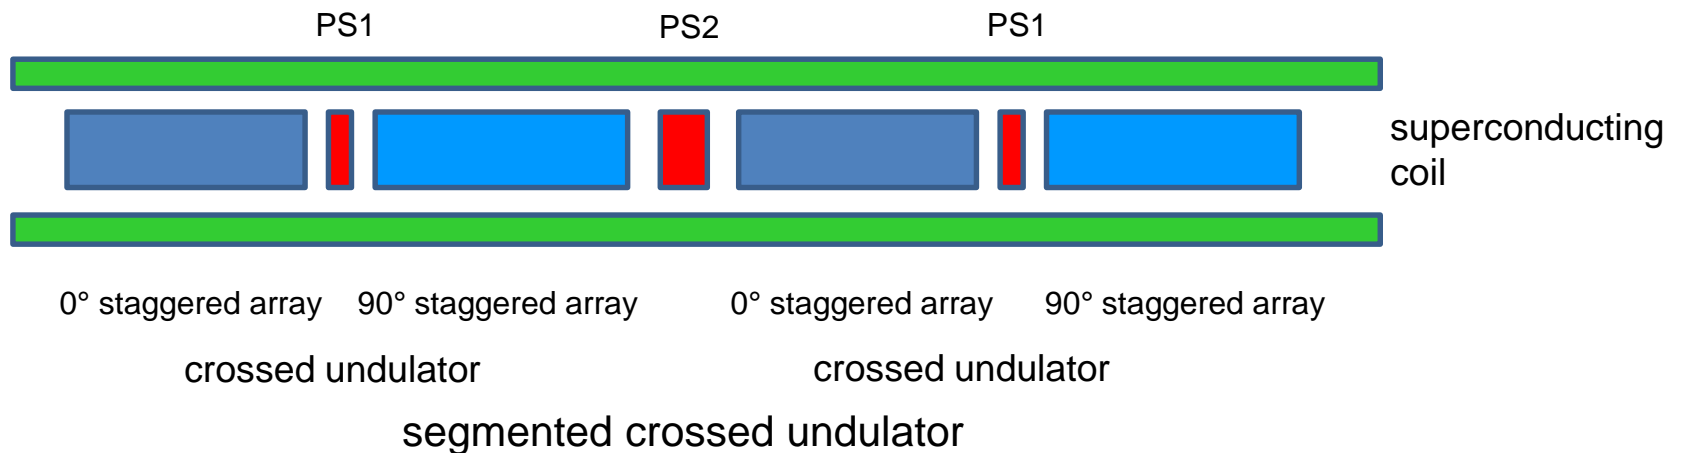 PS1 PS2 PS1
superconducting
coil
0° staggered array 90° staggered array 0° staggered array 90° staggered array
crossed undulator crossed undulator
segmented crossed undulator